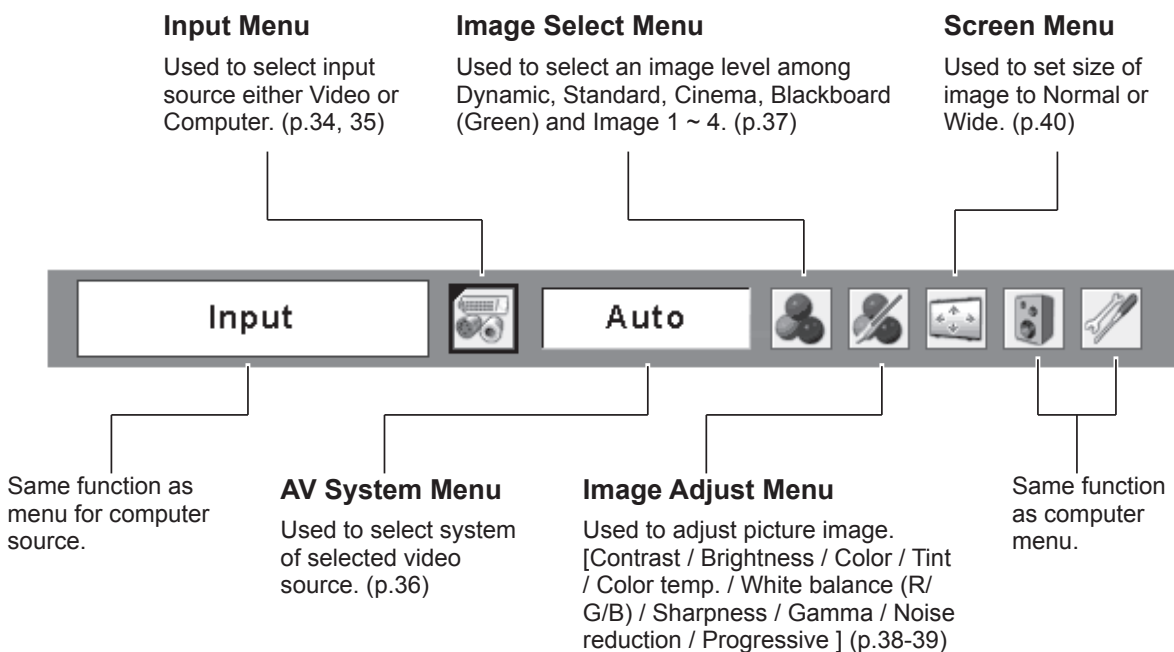 Input Menu
Used to select input
source either Video or
Computer. (p.34, 35)
Image Select Menu
Used to select an image level among
Dynamic, Standard, Cinema, Blackboard
(Green) and Image 1 ~ 4. (p.37)
Screen Menu
Used to set size of
image to Normal or
Wide. (p.40)
Input
Auto
Same function as
menu for computer
source.
AV System Menu
Used to select system
of selected video
source. (p.36)
Image Adjust Menu
Used to adjust picture image.
[Contrast / Brightness / Color / Tint
/ Color temp. / White balance (R/
G/B) / Sharpness / Gamma / Noise
reduction / Progressive ] (p.38-39)
Same function
as computer
menu.